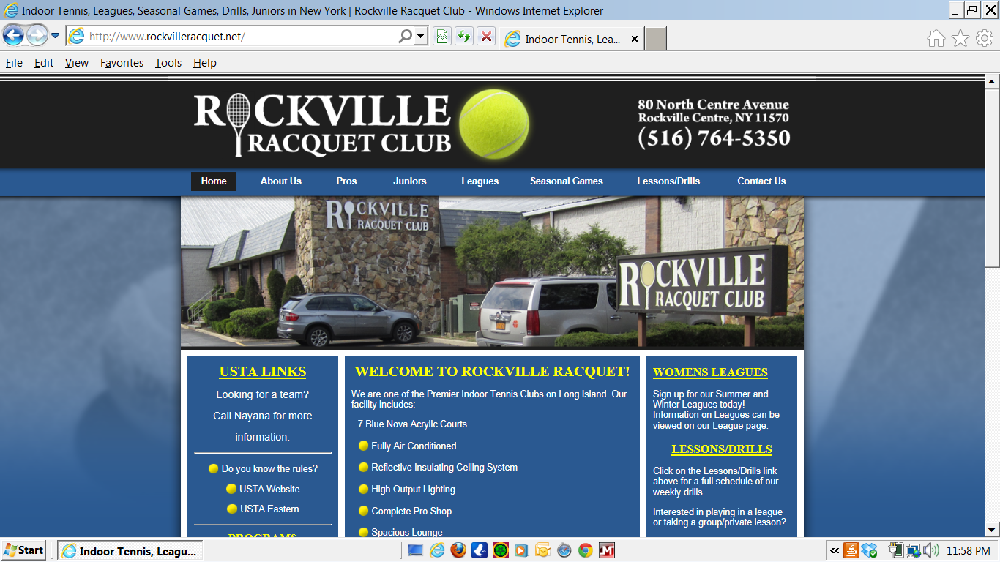 Indoor Tennis, Leagues, Seasonal Games, Drills, Juniors in New York | Rockville Racquet Club - Windows Internet Explorer
http://www.rockvilleracquet.net/
Indoor Tennis, Lea...
File Edit View Favorites Tools Help
ROCKVILLE
RACQUET CLUB
80 North Centre Avenue
Rockville Centre, NY 11570
(516) 764-5350
Home About Us Pros Juniors Leagues Seasonal Games Lessons/Drills Contact Us
ROCKVILLE
RACQUET CLUB
ROCKVILLE
RACQUET CLUB
USTA LINKS
Looking for a team?
Call Nayana for more
information.
Do you know the rules?
USTA Website
USTA Eastern
PROGRAMS
WELCOME TO ROCKVILLE RACQUET!
We are one of the Premier Indoor Tennis Clubs on Long Island. Our
facility includes:
7 Blue Nova Acrylic Courts
Fully Air Conditioned
Reflective Insulating Ceiling System
High Output Lighting
Complete Pro Shop
Spacious Lounge
WOMENS LEAGUES
Sign up for our Summer and
Winter Leagues today!
Information on Leagues can be
viewed on our League page.
LESSONS/DRILLS
Click on the Lessons/Drills link
above for a full schedule of our
weekly drills.
Interested in playing in a league
or taking a group/private lesson?
Start
Indoor Tennis, Leagu...
11:58 PM